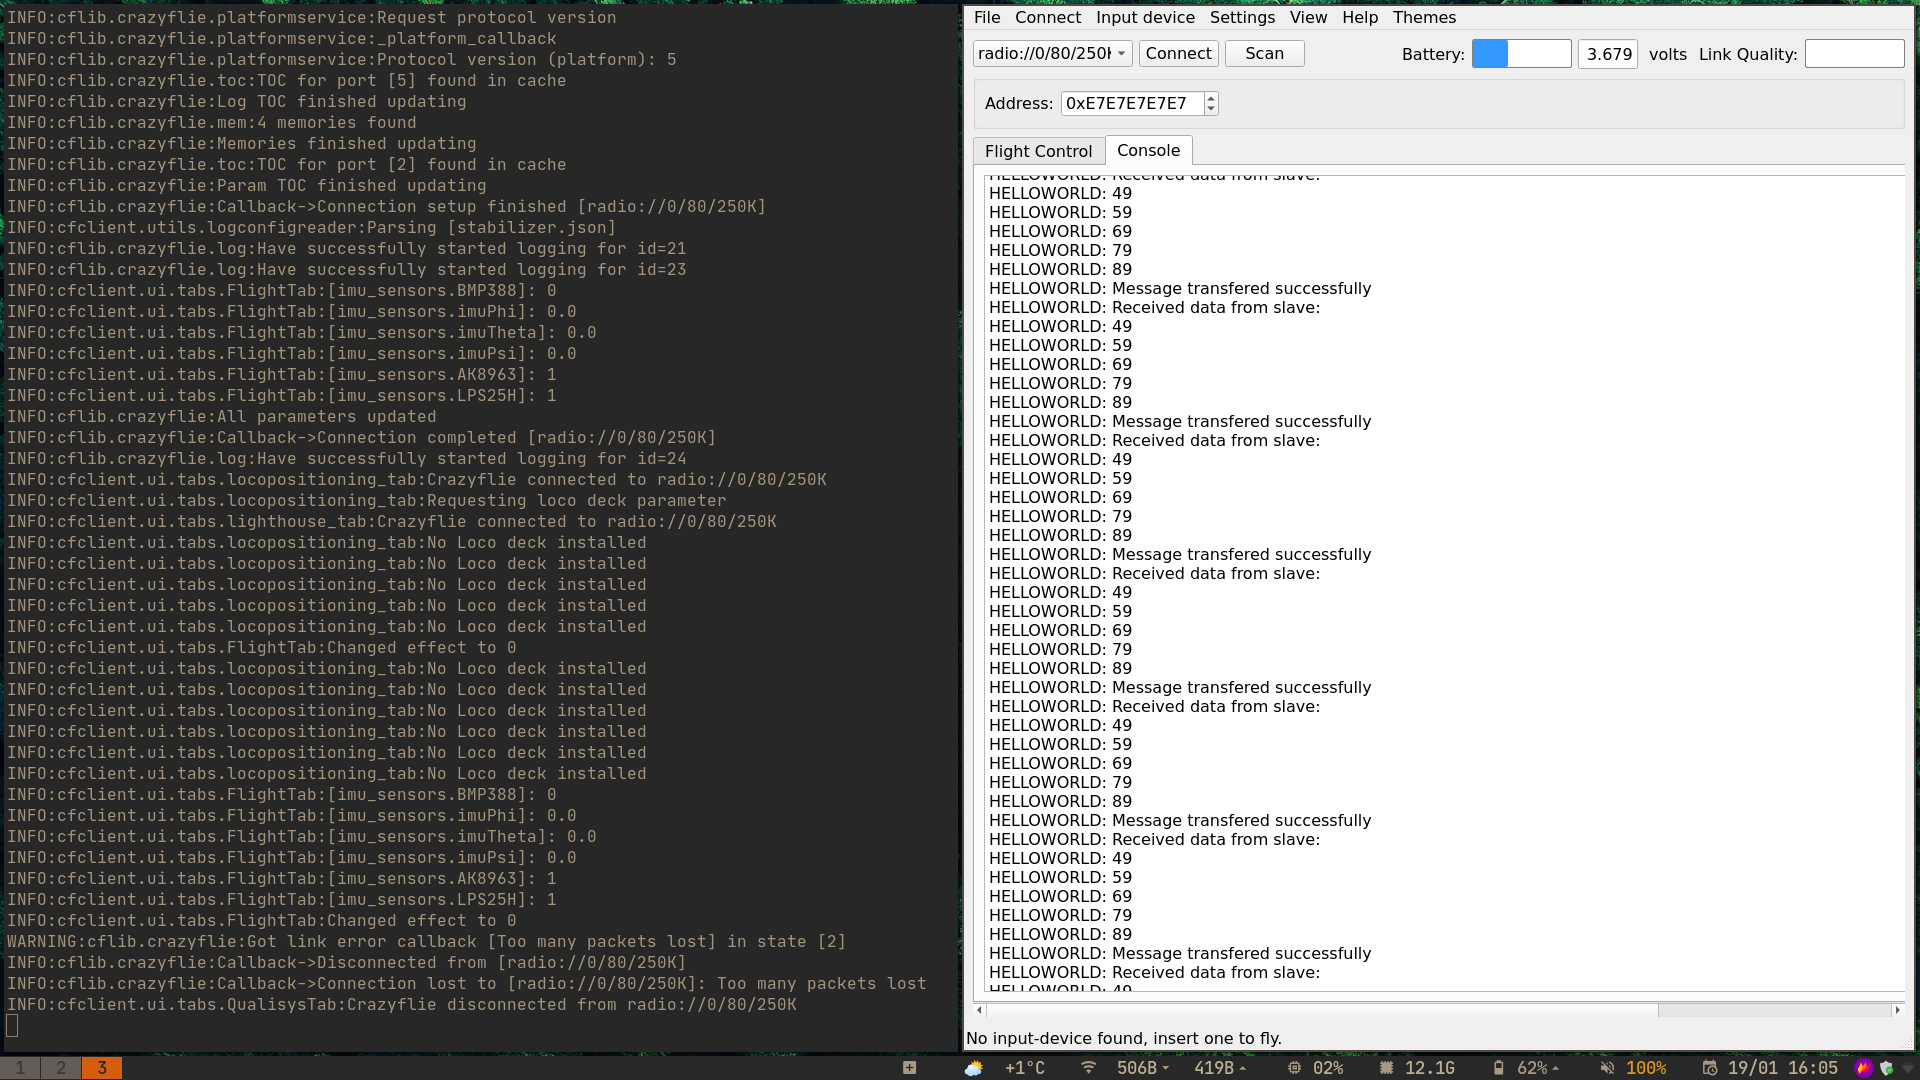 INFO:cflib.crazyflie.platformservice:Request protocol version
INFO:cflib.crazyflie.platformservice:_platform_callback
INFO:cflib.crazyflie.platformservice:Protocol version (platform): 5
INFO:cflib.crazyflie.toc:TOC for port [5] found in cache
INFO:cflib.crazyflie:Log TOC finished updating
INFO:cflib.crazyflie.mem:4 memories found
INFO:cflib.crazyflie:Memories finished updating
INFO:cflib.crazyflie.toc:TOC for port [2] found in cache
INFO:cflib.crazyflie:Param TOC finished updating
INFO:cflib.crazyflie:Callback->Connection setup finished [radio://0/80/250K]
INFO:cfclient.utils.logconfigreader:Parsing [stabilizer.json]
INFO:cflib.crazyflie.log:Have successfully started logging for id=21
INFO:cflib.crazyflie.log:Have successfully started logging for id=23
INFO:cfclient.ui.tabs.FlightTab:[imu_sensors.BMP388]: 0
INFO:cfclient.ui.tabs.FlightTab:[imu_sensors.imuPhi]: 0.0
INFO:cfclient.ui.tabs.FlightTab:[imu_sensors.imuTheta]: 0.0
INFO:cfclient.ui.tabs.FlightTab:[imu_sensors.imuPsi]: 0.0
INFO:cfclient.ui.tabs.FlightTab:[imu_sensors.AK8963]: 1
INFO:cfclient.ui.tabs.FlightTab:[imu_sensors.LPS25H]: 1
INFO:cflib.crazyflie:All parameters updated
INFO:cflib.crazyflie:Callback->Connection completed [radio://0/80/250K]
INFO:cflib.crazyflie.log:Have successfully started logging for id=24
INFO:cfclient.ui.tabs.locopositioning_tab:Crazyflie connected to radio://0/80/250K
INFO:cfclient.ui.tabs.locopositioning_tab:Requesting loco deck parameter
INFO:cfclient.ui.tabs.lighthouse_tab:Crazyflie connected to radio://0/80/250K
INFO:cfclient.ui.tabs.locopositioning_tab:No Loco deck installed
INFO:cfclient.ui.tabs.locopositioning_tab:No Loco deck installed
INFO:cfclient.ui.tabs.locopositioning_tab:No Loco deck installed
INFO:cfclient.ui.tabs.locopositioning_tab:No Loco deck installed
INFO:cfclient.ui.tabs.locopositioning_tab:No Loco deck installed
INFO:cfclient.ui.tabs.FlightTab:Changed effect to 0
INFO:cfclient.ui.tabs.locopositioning_tab:No Loco deck installed
INFO:cfclient.ui.tabs.locopositioning_tab:No Loco deck installed
INFO:cfclient.ui.tabs.locopositioning_tab:No Loco deck installed
INFO:cfclient.ui.tabs.locopositioning_tab:No Loco deck installed
INFO:cfclient.ui.tabs.locopositioning_tab:No Loco deck installed
INFO:cfclient.ui.tabs.locopositioning_tab:No Loco deck installed
INFO:cfclient.ui.tabs.FlightTab:[imu_sensors.BMP388]: 0
INFO:cfclient.ui.tabs.FlightTab:[imu_sensors.imuPhi]: 0.0
INFO:cfclient.ui.tabs.FlightTab:[imu_sensors.imuTheta]: 0.0
INFO:cfclient.ui.tabs.FlightTab:[imu_sensors.imuPsi]: 0.0
INFO:cfclient.ui.tabs.FlightTab:[imu_sensors.AK8963]: 1
INFO:cfclient.ui.tabs.FlightTab:[imu_sensors.LPS25H]: 1
INFO:cfclient.ui.tabs.FlightTab:Changed effect to 0
WARNING:cflib.crazyflie:Got link error callback [Too many packets lost] in state [2]
INFO:cflib.crazyflie:Callback->Disconnected from [radio://0/80/250K]
INFO:cflib.crazyflie:Callback->Connection lost to [radio://0/80/250K]: Too many packets lost
INFO:cfclient.ui.tabs.QualisysTab:Crazyflie disconnected from radio://0/80/250K
File Connect Input device Settings View Help Themes
radio://0/80/250K Connect Scan Battery: 3.679 volts Link Quality:
Address: 0xE7E7E7E7E7
Flight Control Console
HELLOWORLD: Received data from slave:
HELLOWORLD: 49
HELLOWORLD: 59
HELLOWORLD: 69
HELLOWORLD: 79
HELLOWORLD: 89
HELLOWORLD: Message transfered successfully
HELLOWORLD: Received data from slave:
HELLOWORLD: 49
HELLOWORLD: 59
HELLOWORLD: 69
HELLOWORLD: 79
HELLOWORLD: 89
HELLOWORLD: Message transfered successfully
HELLOWORLD: Received data from slave:
HELLOWORLD: 49
HELLOWORLD: 59
HELLOWORLD: 69
HELLOWORLD: 79
HELLOWORLD: 89
HELLOWORLD: Message transfered successfully
HELLOWORLD: Received data from slave:
HELLOWORLD: 49
HELLOWORLD: 59
HELLOWORLD: 69
HELLOWORLD: 79
HELLOWORLD: 89
HELLOWORLD: Message transfered successfully
HELLOWORLD: Received data from slave:
HELLOWORLD: 49
HELLOWORLD: 59
HELLOWORLD: 69
HELLOWORLD: 79
HELLOWORLD: 89
HELLOWORLD: Message transfered successfully
HELLOWORLD: Received data from slave:
HELLOWORLD: 49
HELLOWORLD: 59
HELLOWORLD: 69
HELLOWORLD: 79
HELLOWORLD: 89
HELLOWORLD: Message transfered successfully
HELLOWORLD: Received data from slave:
HELLOWORLD: 49
No input-device found, insert one to fly.
1 2 3 +1°C 506B 419B 02% 12.1G 62% 100% 19/01 16:05